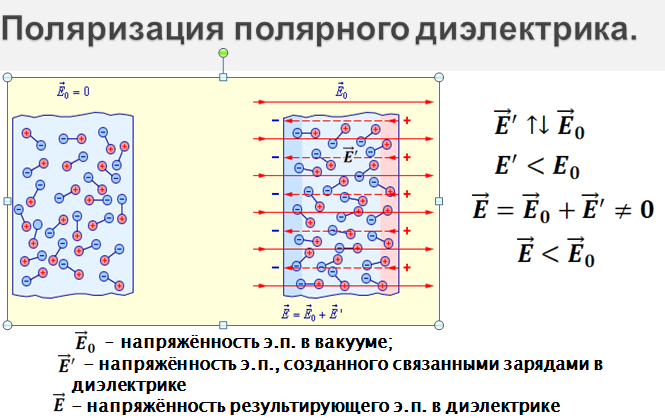 Поляризация полярного диэлектрика.
E⃗₀ = 0
E⃗₀
E⃗′
E⃗ = E⃗₀ + E⃗ '
E⃗′ ↑↓ E⃗₀
E′ < E₀
E⃗ = E⃗₀ + E⃗′ ≠ 0
E⃗ < E⃗₀
E⃗₀ – напряжённость э.п. в вакууме;
E⃗′ – напряжённость э.п., созданного связанными зарядами в
диэлектрике
E⃗ – напряжённость результирующего э.п. в диэлектрике